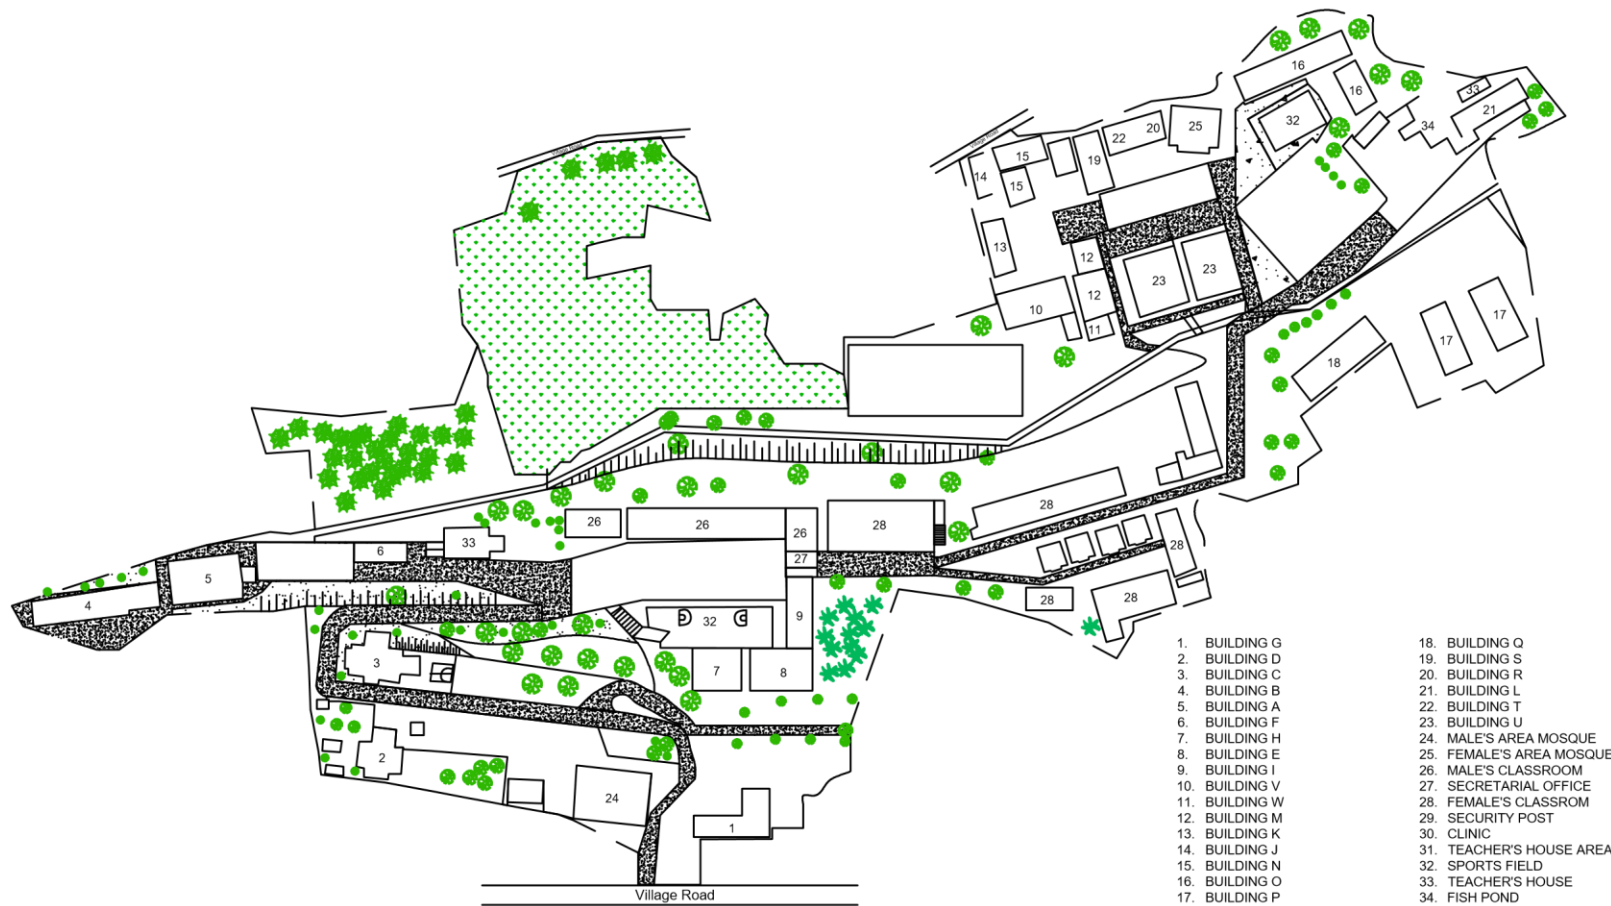 Village Road
Village Road
16
16
33
21
32
34
25
20
22
19
15
14
15
13
12
23
23
12
10
11
17
17
18
28
26
26
26
28
27
33
6
5
4
28
28
28
9
32
3
7
8
2
24
1
Village Road
1. BUILDING G
2. BUILDING D
3. BUILDING C
4. BUILDING B
5. BUILDING A
6. BUILDING F
7. BUILDING H
8. BUILDING E
9. BUILDING I
10. BUILDING V
11. BUILDING W
12. BUILDING M
13. BUILDING K
14. BUILDING J
15. BUILDING N
16. BUILDING O
17. BUILDING P
18. BUILDING Q
19. BUILDING S
20. BUILDING R
21. BUILDING L
22. BUILDING T
23. BUILDING U
24. MALE'S AREA MOSQUE
25. FEMALE'S AREA MOSQUE
26. MALE'S CLASSROOM
27. SECRETARIAL OFFICE
28. FEMALE'S CLASSROM
29. SECURITY POST
30. CLINIC
31. TEACHER'S HOUSE AREA
32. SPORTS FIELD
33. TEACHER'S HOUSE
34. FISH POND